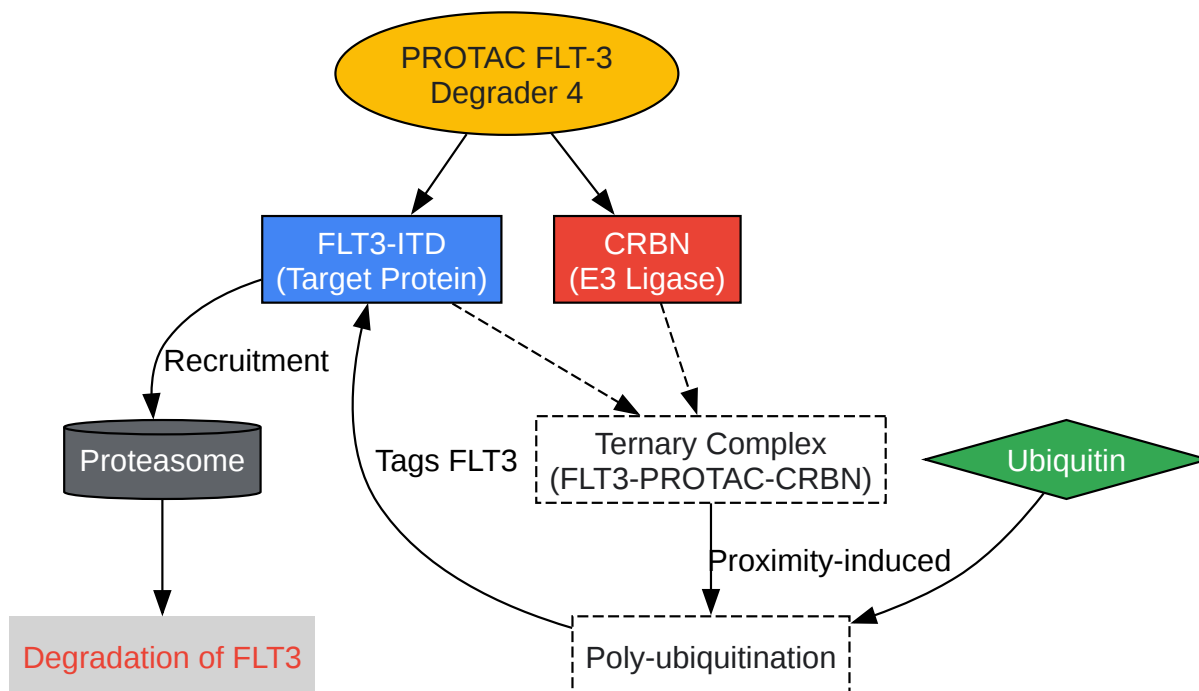 PROTAC FLT-3
Degrader 4
FLT3-ITD
(Target Protein)
CRBN
(E3 Ligase)
Recruitment
Proteasome
Tags FLT3
Ternary Complex
(FLT3-PROTAC-CRBN)
Ubiquitin
Proximity-induced
Degradation of FLT3
Poly-ubiquitination